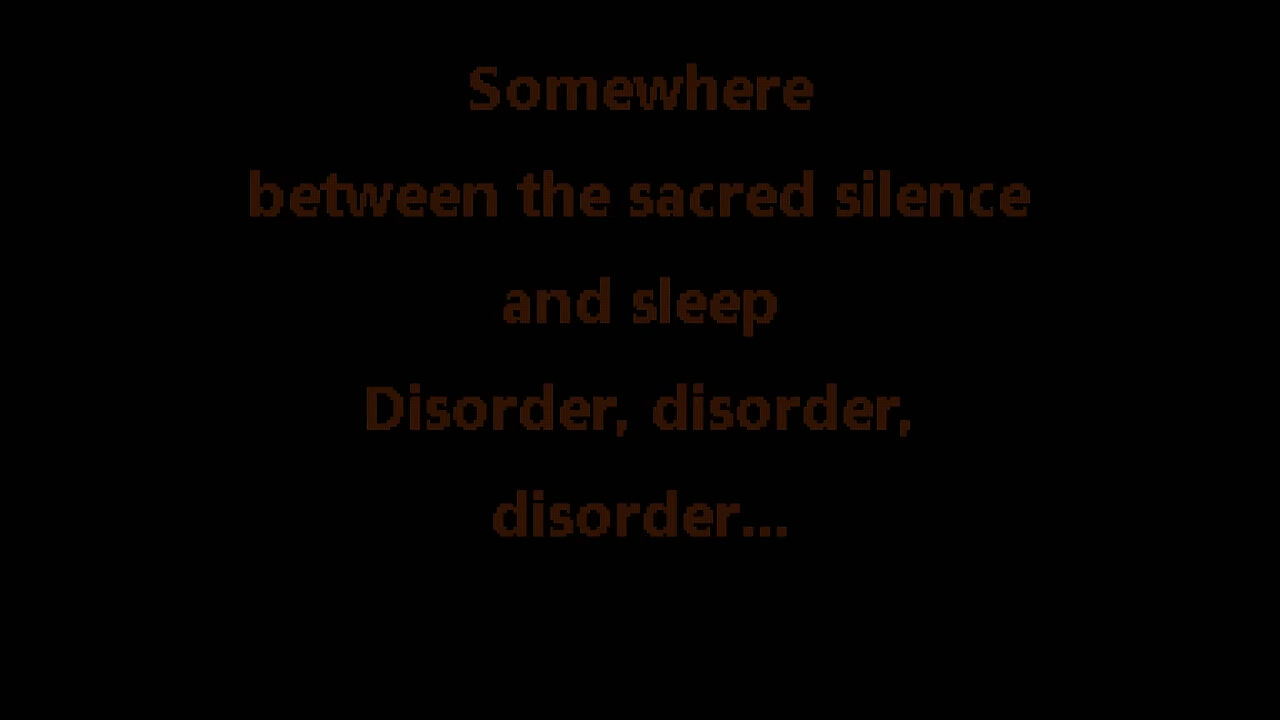 Somewhere
between the sacred silence
and sleep
Disorder, disorder,
disorder...